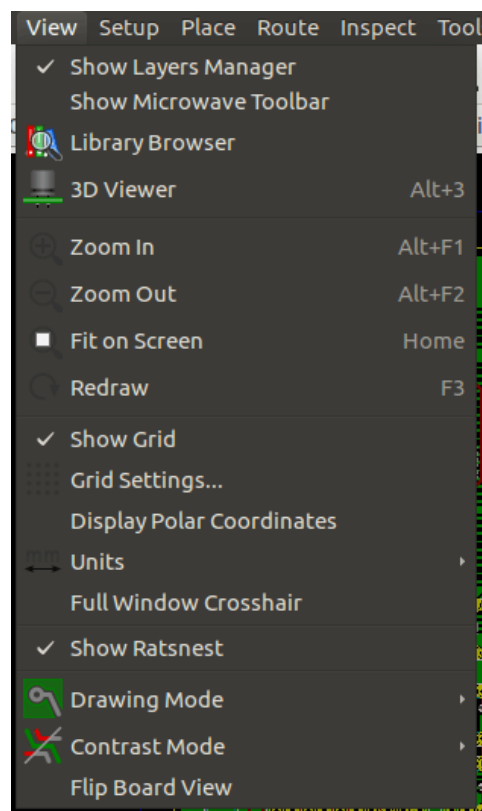 View Setup Place Route Inspect Tool
Show Layers Manager
Show Microwave Toolbar
Library Browser
3D Viewer Alt+3
Zoom In Alt+F1
Zoom Out Alt+F2
Fit on Screen Home
Redraw F3
Show Grid
Grid Settings...
Display Polar Coordinates
mm Units
Full Window Crosshair
Show Ratsnest
Drawing Mode
Contrast Mode
Flip Board View